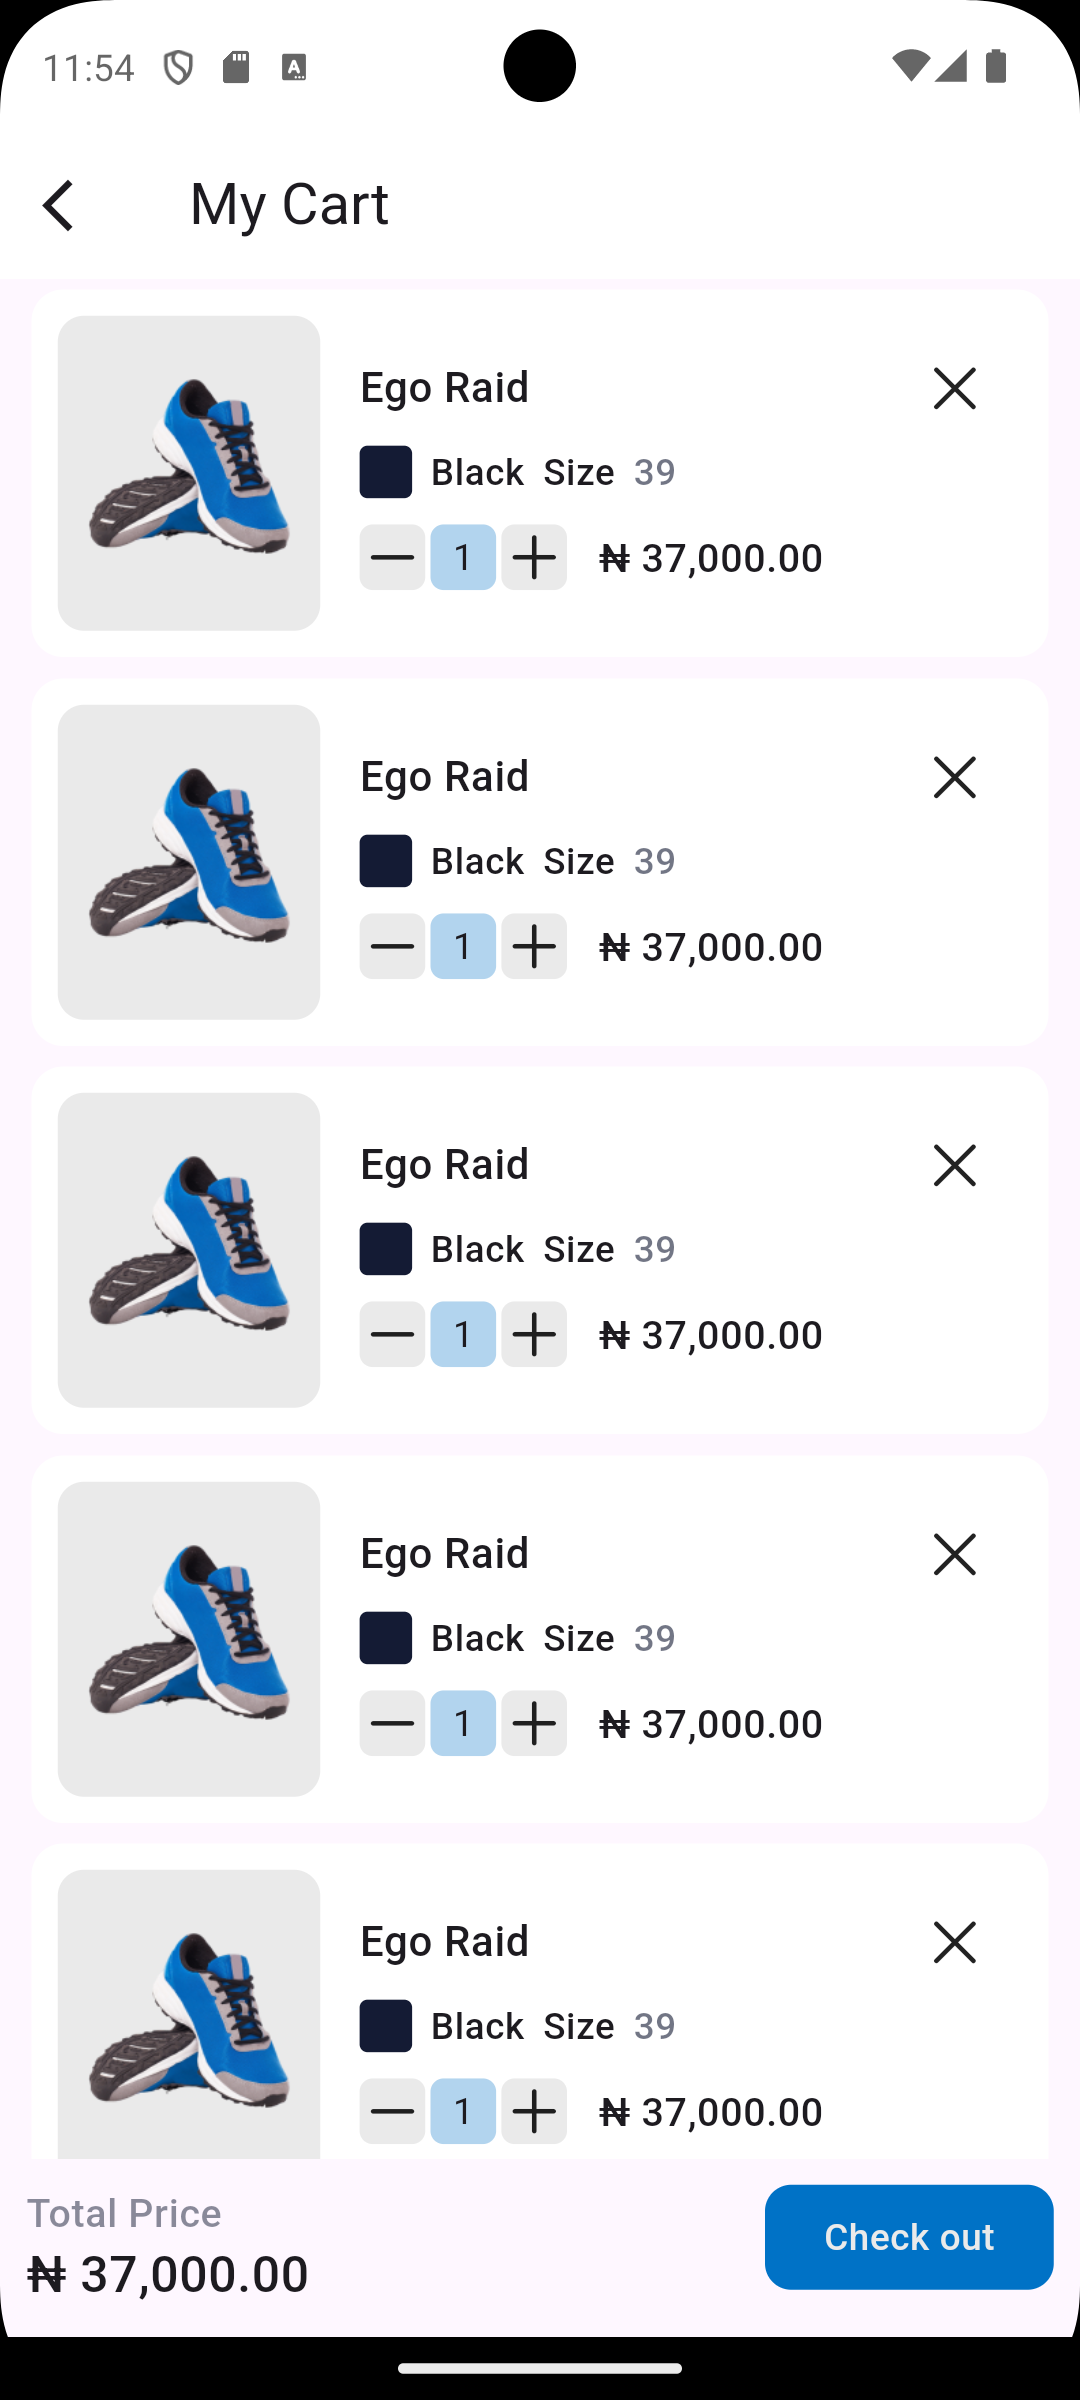 11:54
My Cart
Ego Raid
Black Size 39
1 ₦ 37,000.00
Ego Raid
Black Size 39
1 ₦ 37,000.00
Ego Raid
Black Size 39
1 ₦ 37,000.00
Ego Raid
Black Size 39
1 ₦ 37,000.00
Ego Raid
Black Size 39
1 ₦ 37,000.00
Total Price
₦ 37,000.00
Check out